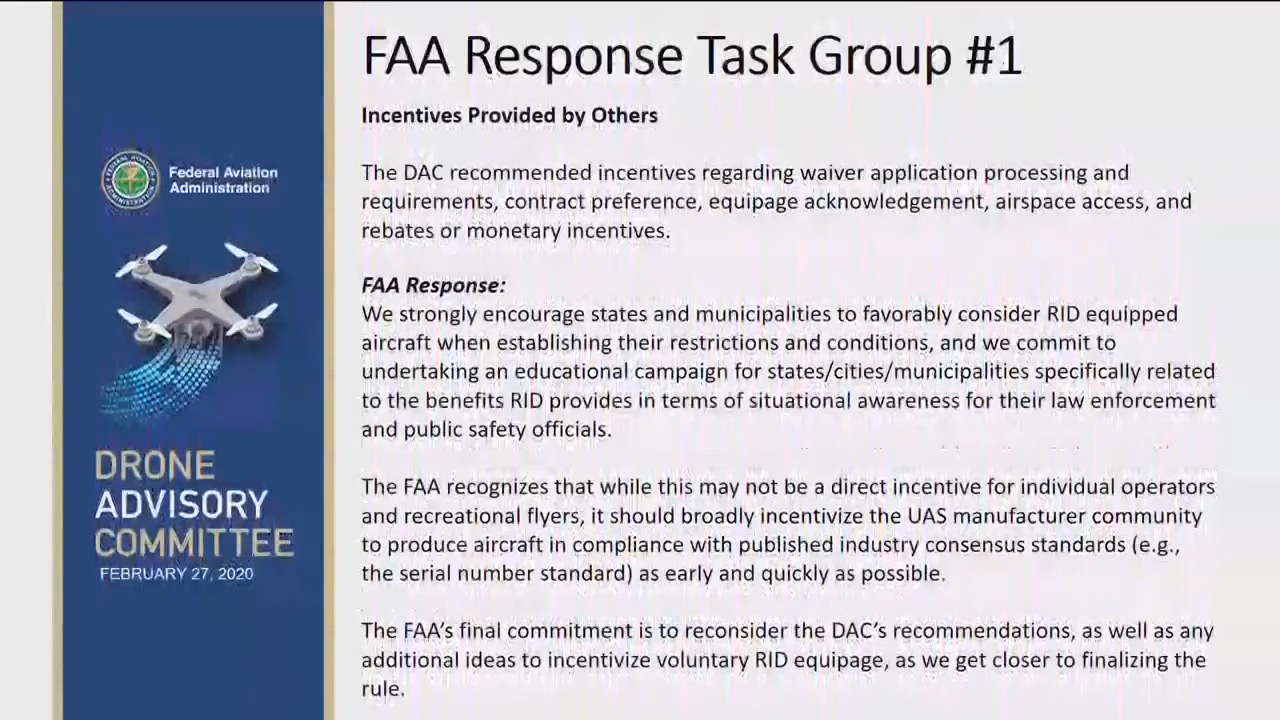 FAA Response Task Group #1
Incentives Provided by Others
The DAC recommended incentives regarding waiver application processing and
requirements, contract preference, equipage acknowledgement, airspace access, and
rebates or monetary incentives.
FAA Response:
We strongly encourage states and municipalities to favorably consider RID equipped
aircraft when establishing their restrictions and conditions, and we commit to
undertaking an educational campaign for states/cities/municipalities specifically related
to the benefits RID provides in terms of situational awareness for their law enforcement
and public safety officials.
The FAA recognizes that while this may not be a direct incentive for individual operators
and recreational flyers, it should broadly incentivize the UAS manufacturer community
to produce aircraft in compliance with published industry consensus standards (e.g.,
the serial number standard) as early and quickly as possible.
The FAA’s final commitment is to reconsider the DAC’s recommendations, as well as any
additional ideas to incentivize voluntary RID equipage, as we get closer to finalizing the
rule.
FEDERAL AVIATION
ADMINISTRATION
Federal Aviation
Administration
DRONE
ADVISORY
COMMITTEE
FEBRUARY 27, 2020